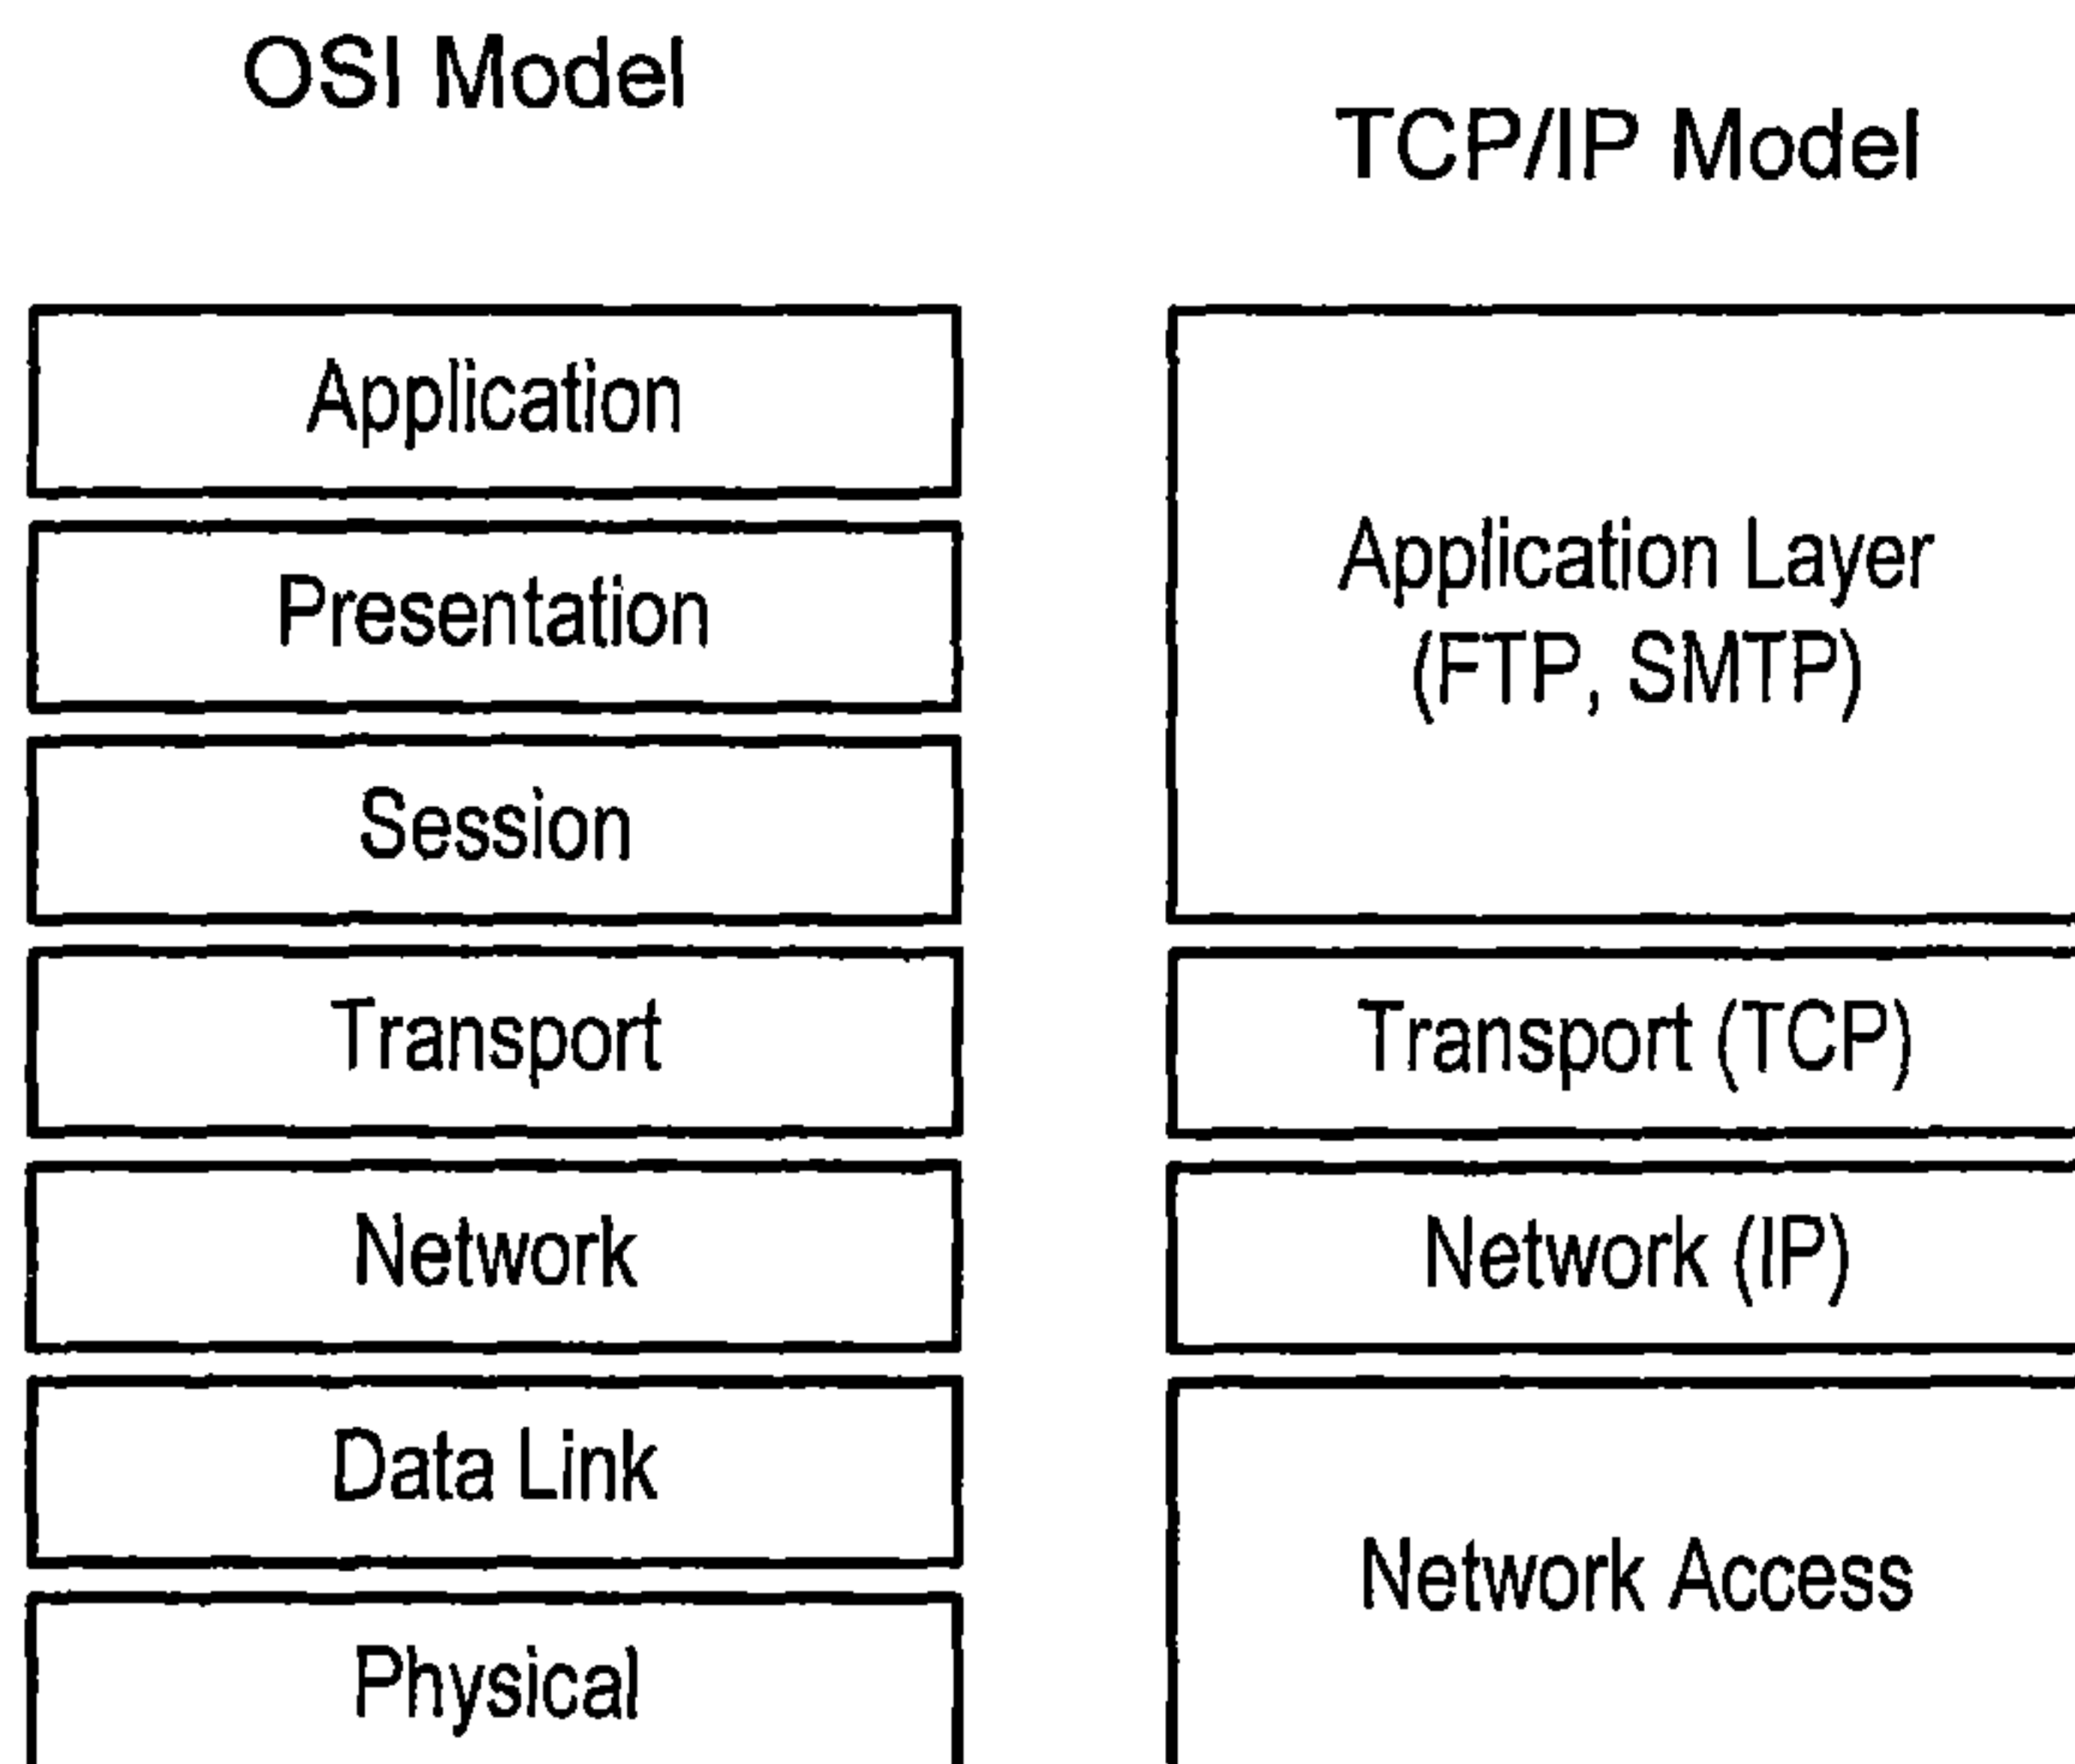 OSI Model
Application
Presentation
Session
Transport
Network
Data Link
Physical
TCP/IP Model
Application Layer
(FTP, SMTP)
Transport (TCP)
Network (IP)
Network Access